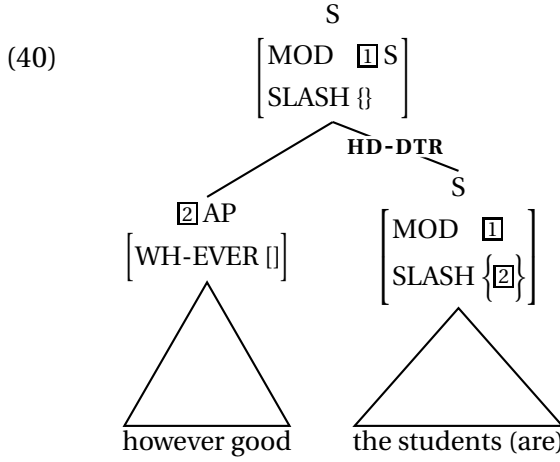 (40)
S
[MOD 1 S
SLASH {}]
HD-DTR
2 AP
[WH-EVER []]
S
[MOD 1
SLASH {2}]
however good
the students (are)